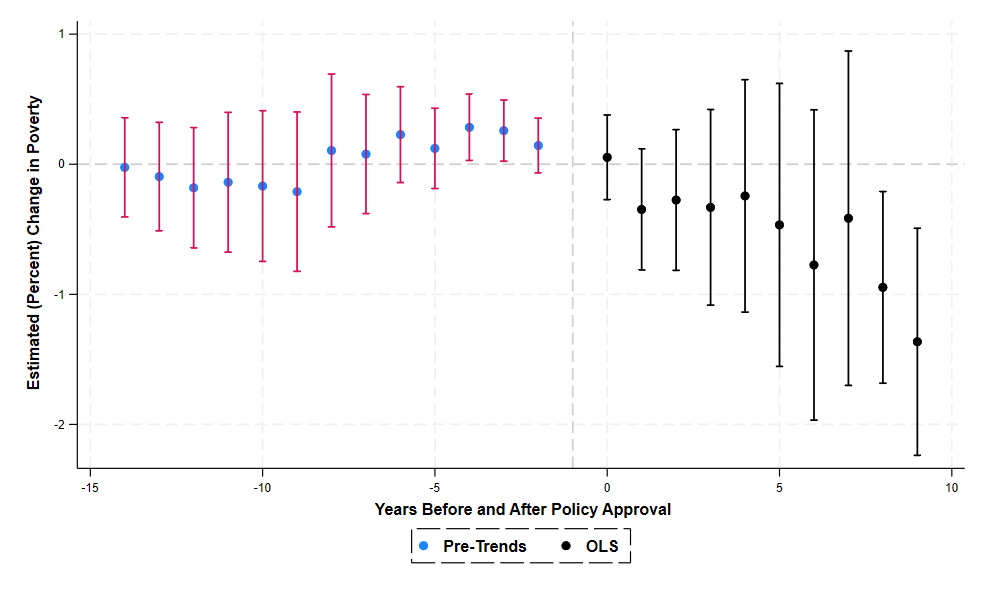 Estimated (Percent) Change in Poverty
1
0
-1
-2
-15 -10 -5 0 5 10
Years Before and After Policy Approval
Pre-Trends OLS